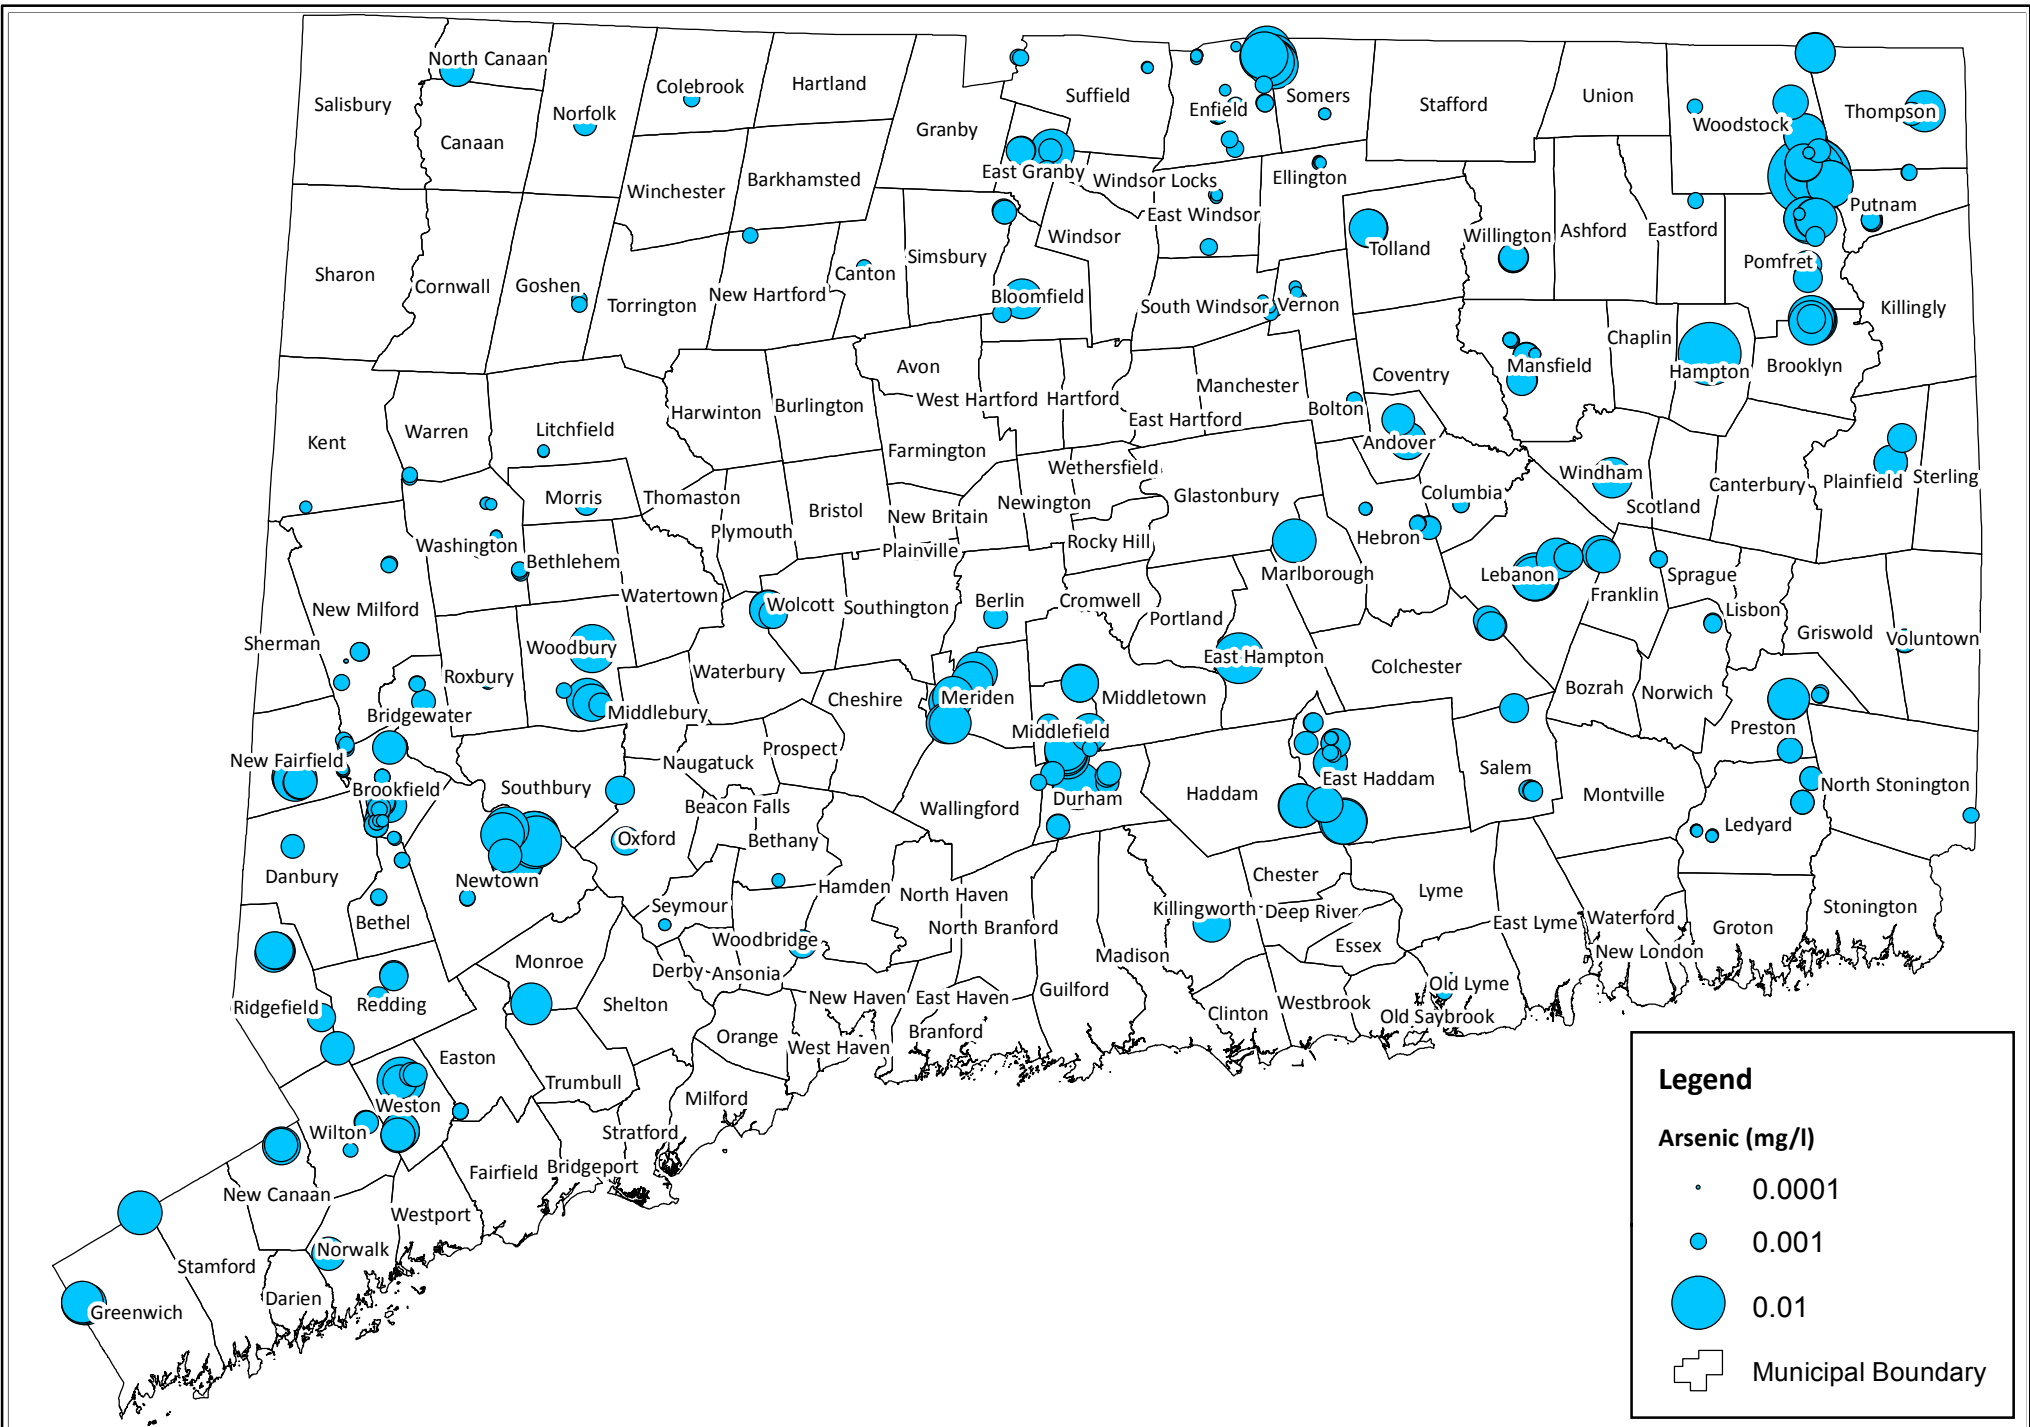 North Canaan
Salisbury
Canaan
Norfolk
Colebrook
Hartland
Granby
Suffield
Enfield
Somers
Stafford
Union
Woodstock
Thompson
Winchester
Barkhamsted
East Granby
Windsor Locks
Ellington
East Windsor
Putnam
Sharon
Cornwall
Goshen
Torrington
New Hartford
Canton
Simsbury
Windsor
Bloomfield
South Windsor
Vernon
Tolland
Willington
Ashford
Eastford
Pomfret
Killingly
Kent
Warren
Litchfield
Harwinton
Burlington
Avon
West Hartford
Hartford
East Hartford
Manchester
Bolton
Coventry
Andover
Mansfield
Chaplin
Hampton
Brooklyn
Morris
Thomaston
Plymouth
Bristol
Farmington
New Britain
Plainville
Newington
Wethersfield
Rocky Hill
Glastonbury
Marlborough
Hebron
Columbia
Windham
Scotland
Canterbury
Plainfield
Sterling
Washington
Bethlehem
Watertown
New Milford
Sherman
Wolcott
Southington
Berlin
Cromwell
Portland
East Hampton
Lebanon
Franklin
Sprague
Lisbon
Griswold
Voluntown
Roxbury
Woodbury
Bridgewater
Middlebury
Waterbury
Cheshire
Meriden
Middletown
Middlefield
Colchester
Bozrah
Norwich
Preston
New Fairfield
Brookfield
Southbury
Naugatuck
Prospect
Beacon Falls
Bethany
Oxford
Wallingford
Durham
Haddam
East Haddam
Salem
Montville
Ledyard
North Stonington
Danbury
Newtown
Bethel
Seymour
Woodbridge
Hamden
North Haven
North Branford
Madison
Killingworth
Chester
Deep River
Essex
Lyme
East Lyme
Waterford
New London
Groton
Stonington
Ridgefield
Redding
Monroe
Derby
Ansonia
Shelton
New Haven
East Haven
Guilford
Branford
Clinton
Westbrook
Old Lyme
Old Saybrook
Orange
West Haven
Easton
Trumbull
Milford
Weston
Wilton
Stratford
Fairfield
Bridgeport
New Canaan
Westport
Norwalk
Stamford
Darien
Greenwich
Legend
Arsenic (mg/l)
0.0001
0.001
0.01
Municipal Boundary